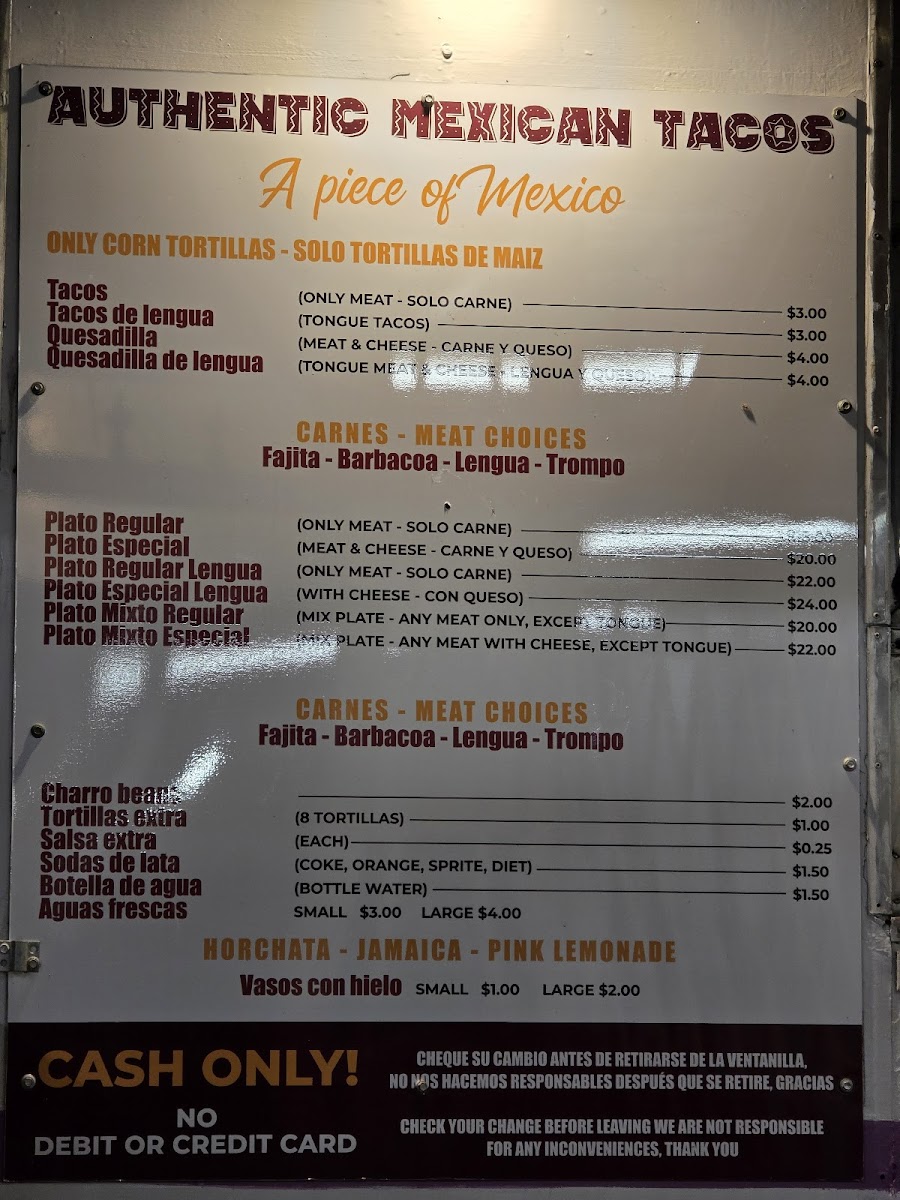 AUTHENTIC MEXICAN TACOS
A piece of Mexico
ONLY CORN TORTILLAS - SOLO TORTILLAS DE MAIZ
Tacos (ONLY MEAT - SOLO CARNE) $3.00
Tacos de lengua (TONGUE TACOS) $3.00
Quesadilla (MEAT & CHEESE - CARNE Y QUESO) $4.00
Quesadilla de lengua (TONGUE MEAT & CHEESE - LENGUA Y QUESO) $4.00
CARNES - MEAT CHOICES
Fajita - Barbacoa - Lengua - Trompo
Plato Regular (ONLY MEAT - SOLO CARNE)
Plato Especial (MEAT & CHEESE - CARNE Y QUESO) $20.00
Plato Regular Lengua (ONLY MEAT - SOLO CARNE) $22.00
Plato Especial Lengua (WITH CHEESE - CON QUESO) $24.00
Plato Mixto Regular (MIX PLATE - ANY MEAT ONLY, EXCEPT TONGUE) $20.00
Plato Mixto Especial (MIX PLATE - ANY MEAT WITH CHEESE, EXCEPT TONGUE) $22.00
CARNES - MEAT CHOICES
Fajita - Barbacoa - Lengua - Trompo
Charro beans $2.00
Tortillas extra (8 TORTILLAS) $1.00
Salsa extra (EACH) $0.25
Sodas de lata (COKE, ORANGE, SPRITE, DIET) $1.50
Botella de agua (BOTTLE WATER) $1.50
Aguas frescas SMALL $3.00 LARGE $4.00
HORCHATA - JAMAICA - PINK LEMONADE
Vasos con hielo SMALL $1.00 LARGE $2.00
CASH ONLY!
NO
DEBIT OR CREDIT CARD
CHEQUE SU CAMBIO ANTES DE RETIRARSE DE LA VENTANILLA,
NO NOS HACEMOS RESPONSABLES DESPUÉS QUE SE RETIRE, GRACIAS
CHECK YOUR CHANGE BEFORE LEAVING WE ARE NOT RESPONSIBLE
FOR ANY INCONVENIENCES, THANK YOU